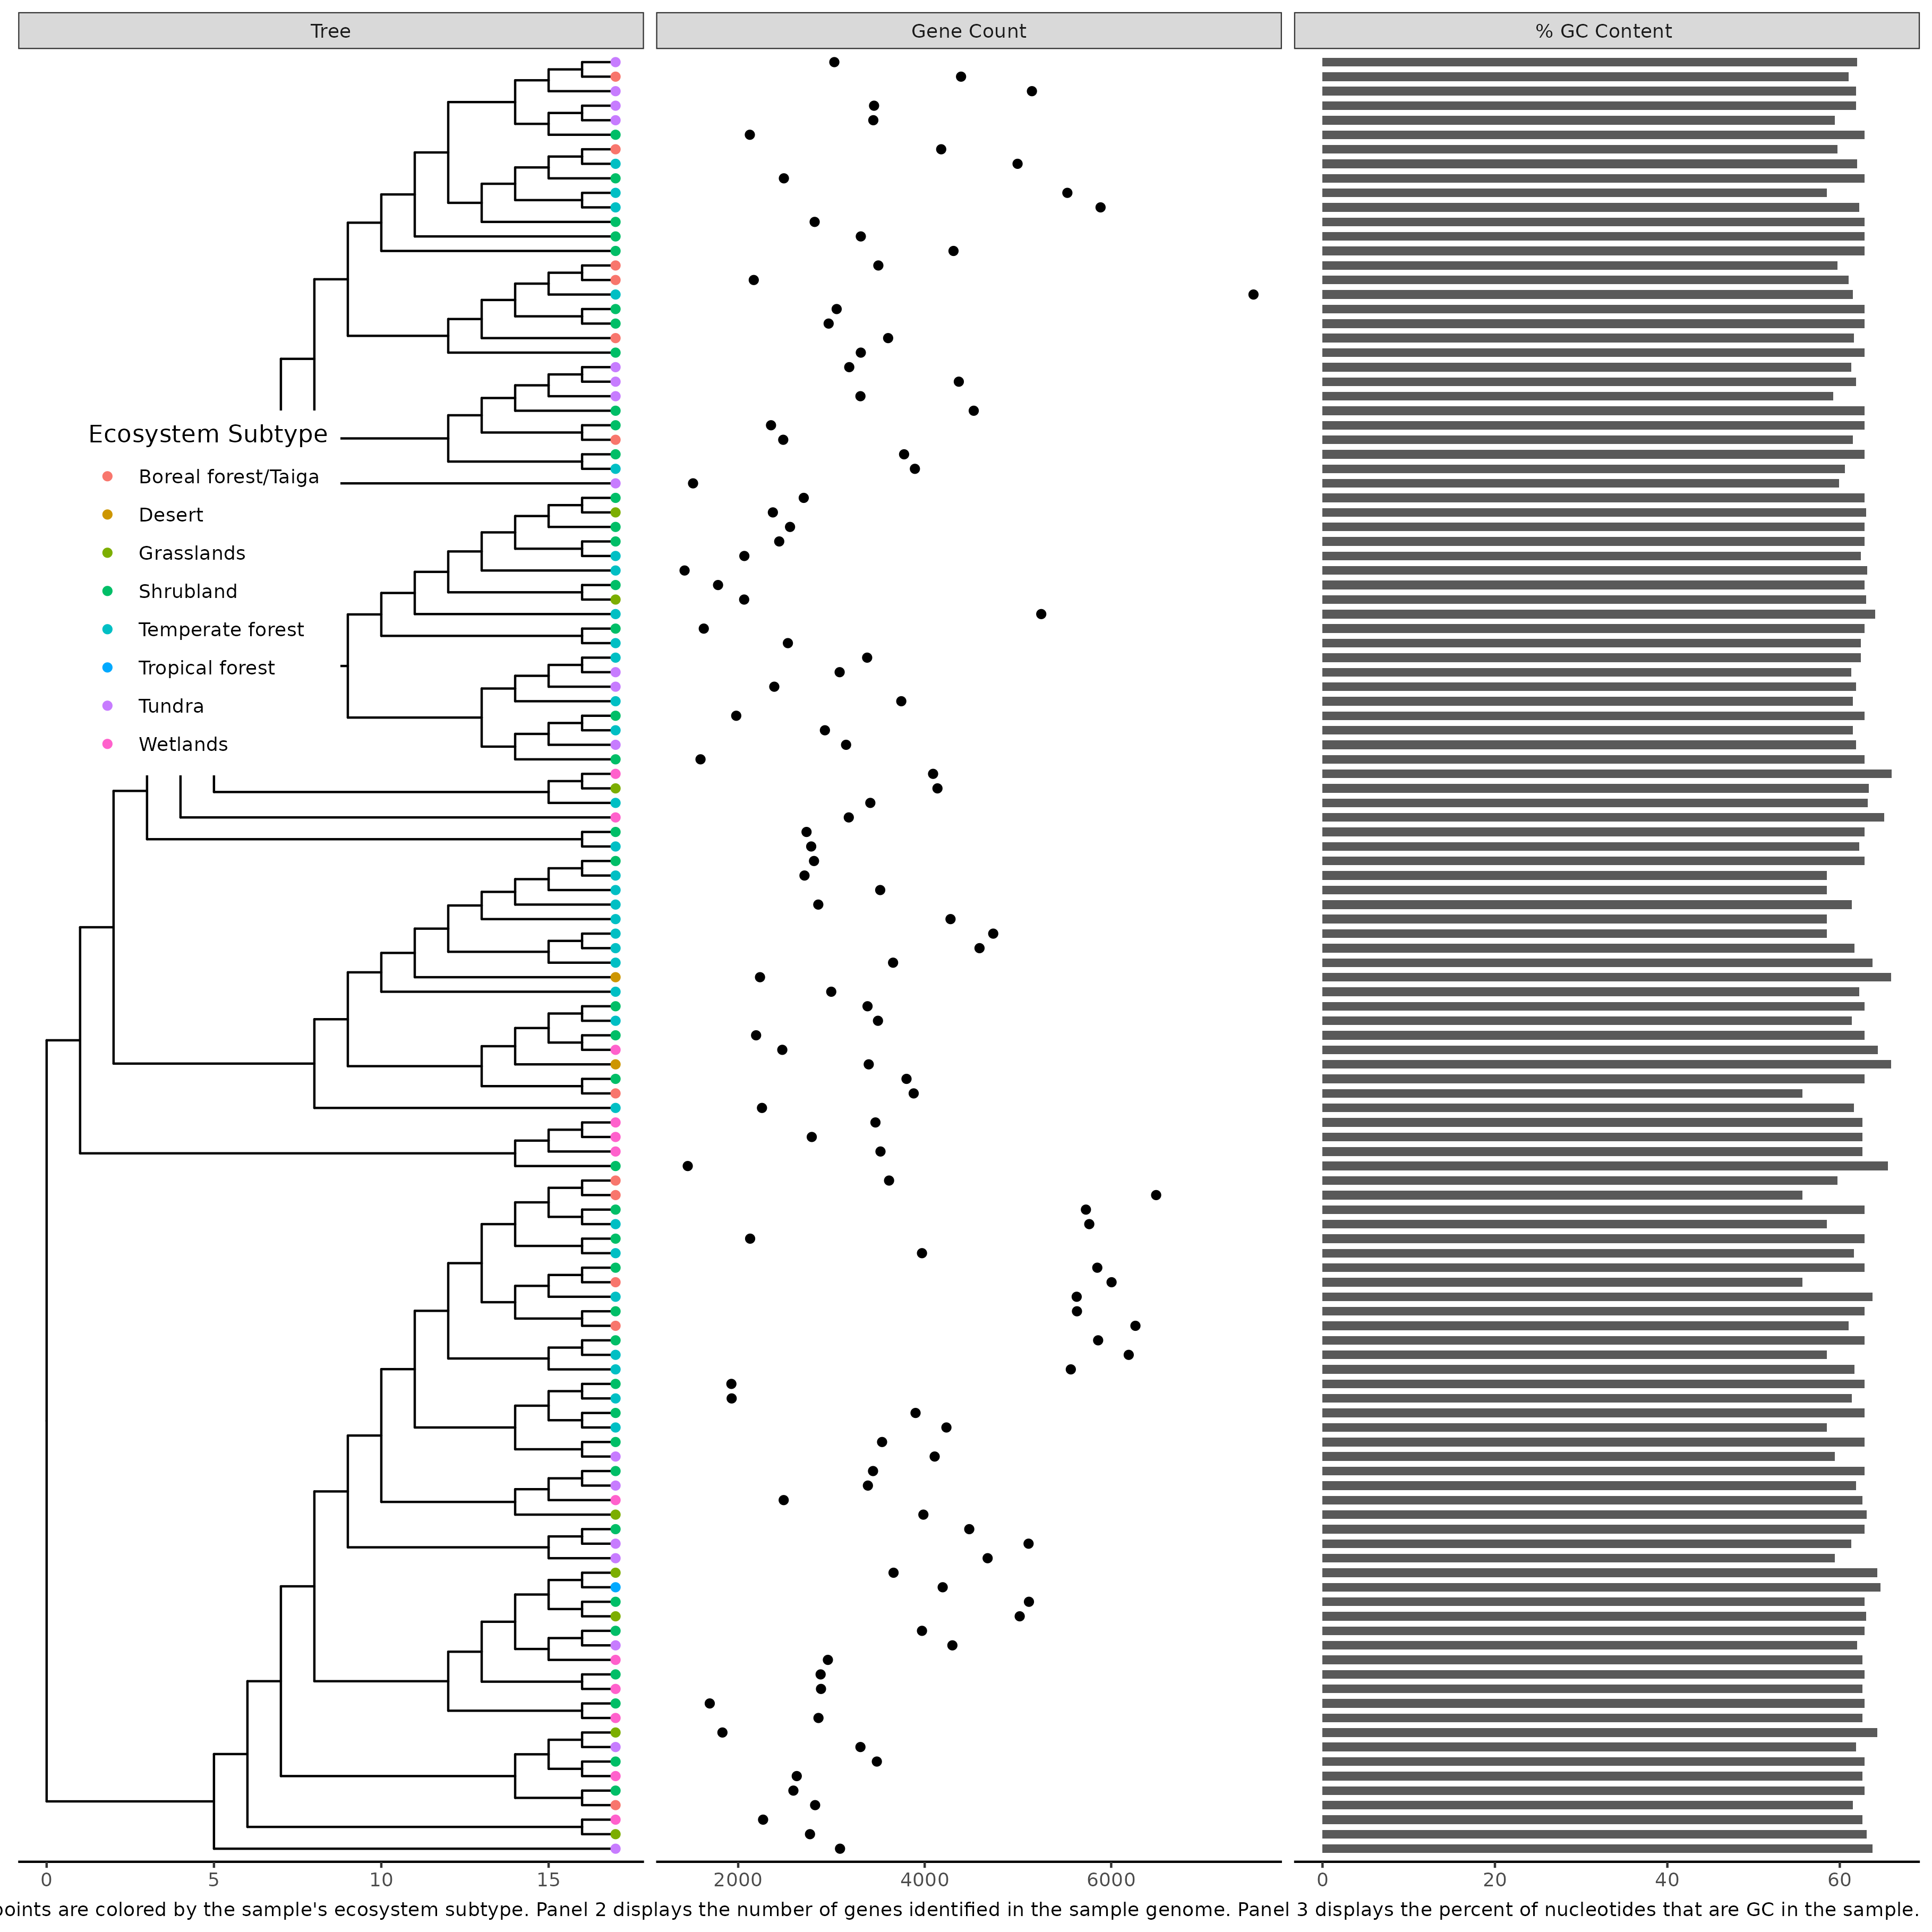 Tree
Gene Count
% GC Content
Ecosystem Subtype
Boreal forest/Taiga
Desert
Grasslands
Shrubland
Temperate forest
Tropical forest
Tundra
Wetlands
0 5 10 15
2000 4000 6000
0 20 40 60
points are colored by the sample's ecosystem subtype. Panel 2 displays the number of genes identified in the sample genome. Panel 3 displays the percent of nucleotides that are GC in the sample.